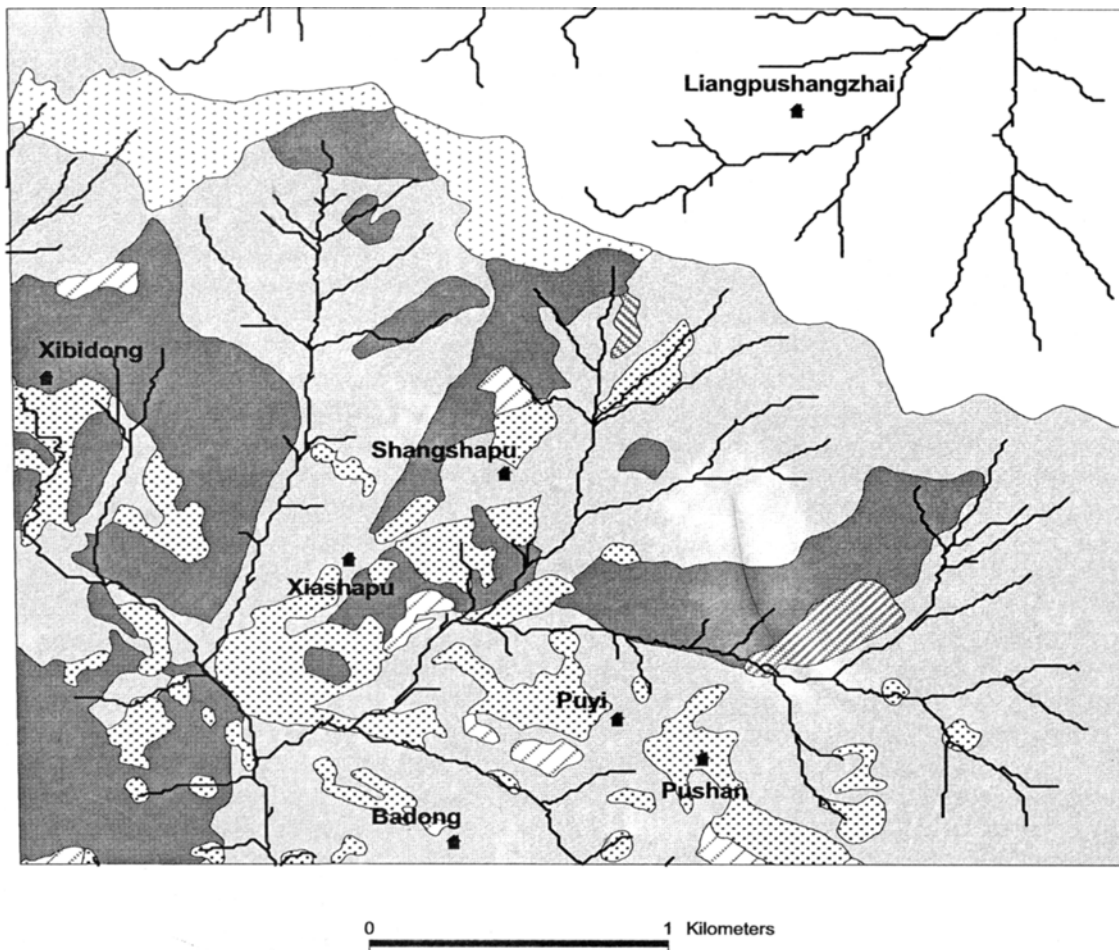 Liangpushangzhai
Xibidong
Shangshapu
Xiashapu
Puyi
Pushan
Badong
0 1 Kilometers